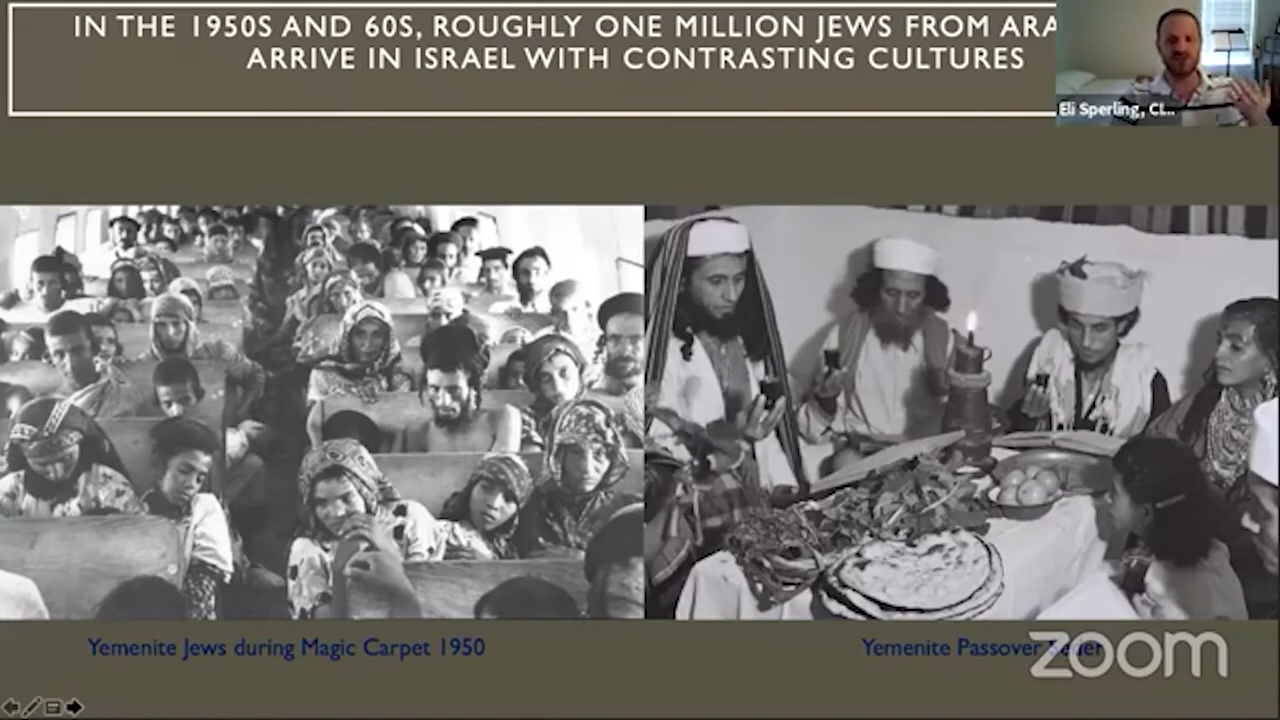 IN THE 1950S AND 60S, ROUGHLY ONE MILLION JEWS FROM ARA
ARRIVE IN ISRAEL WITH CONTRASTING CULTURES
Eli Sperling, CL...
Yemenite Jews during Magic Carpet 1950
Yemenite Passover Seder
zoom